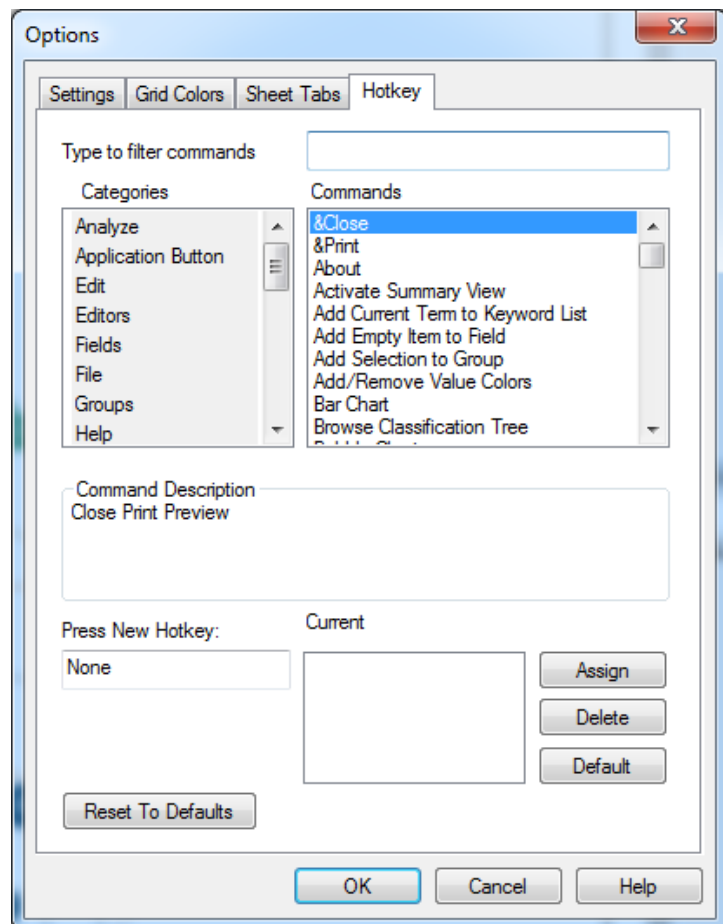 Options
Settings Grid Colors Sheet Tabs Hotkey
Type to filter commands
Categories
Analyze
Application Button
Edit
Editors
Fields
File
Groups
Help
Commands
&Close
&Print
About
Activate Summary View
Add Current Term to Keyword List
Add Empty Item to Field
Add Selection to Group
Add/Remove Value Colors
Bar Chart
Browse Classification Tree
Command Description
Close Print Preview
Press New Hotkey:
None
Current
Assign
Delete
Default
Reset To Defaults
OK Cancel Help